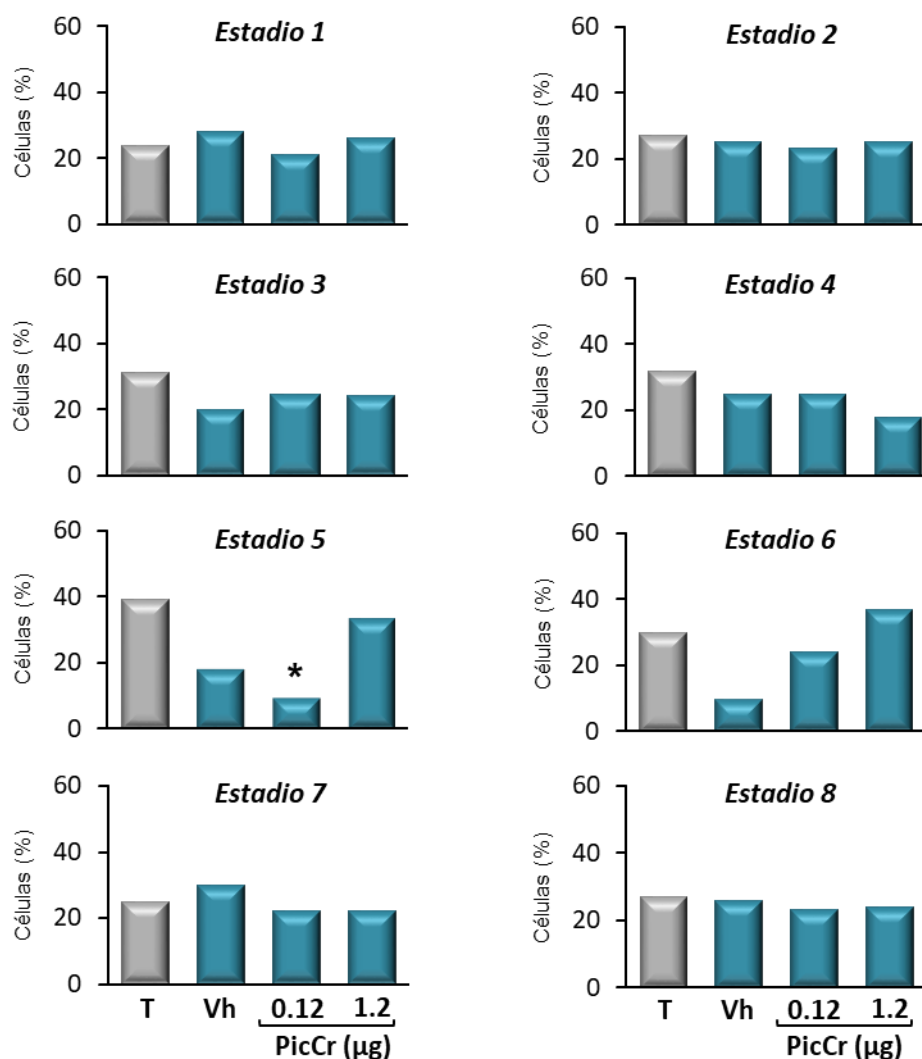 Estadio 1
Células (%)
60
40
20
0
Estadio 2
Células (%)
60
40
20
0
Estadio 3
Células (%)
60
40
20
0
Estadio 4
Células (%)
60
40
20
0
Estadio 5
Células (%)
60
40
20
0
*
Estadio 6
Células (%)
60
40
20
0
Estadio 7
Células (%)
60
40
20
0
T Vh 0.12 1.2
PicCr (µg)
Estadio 8
Células (%)
60
40
20
0
T Vh 0.12 1.2
PicCr (µg)